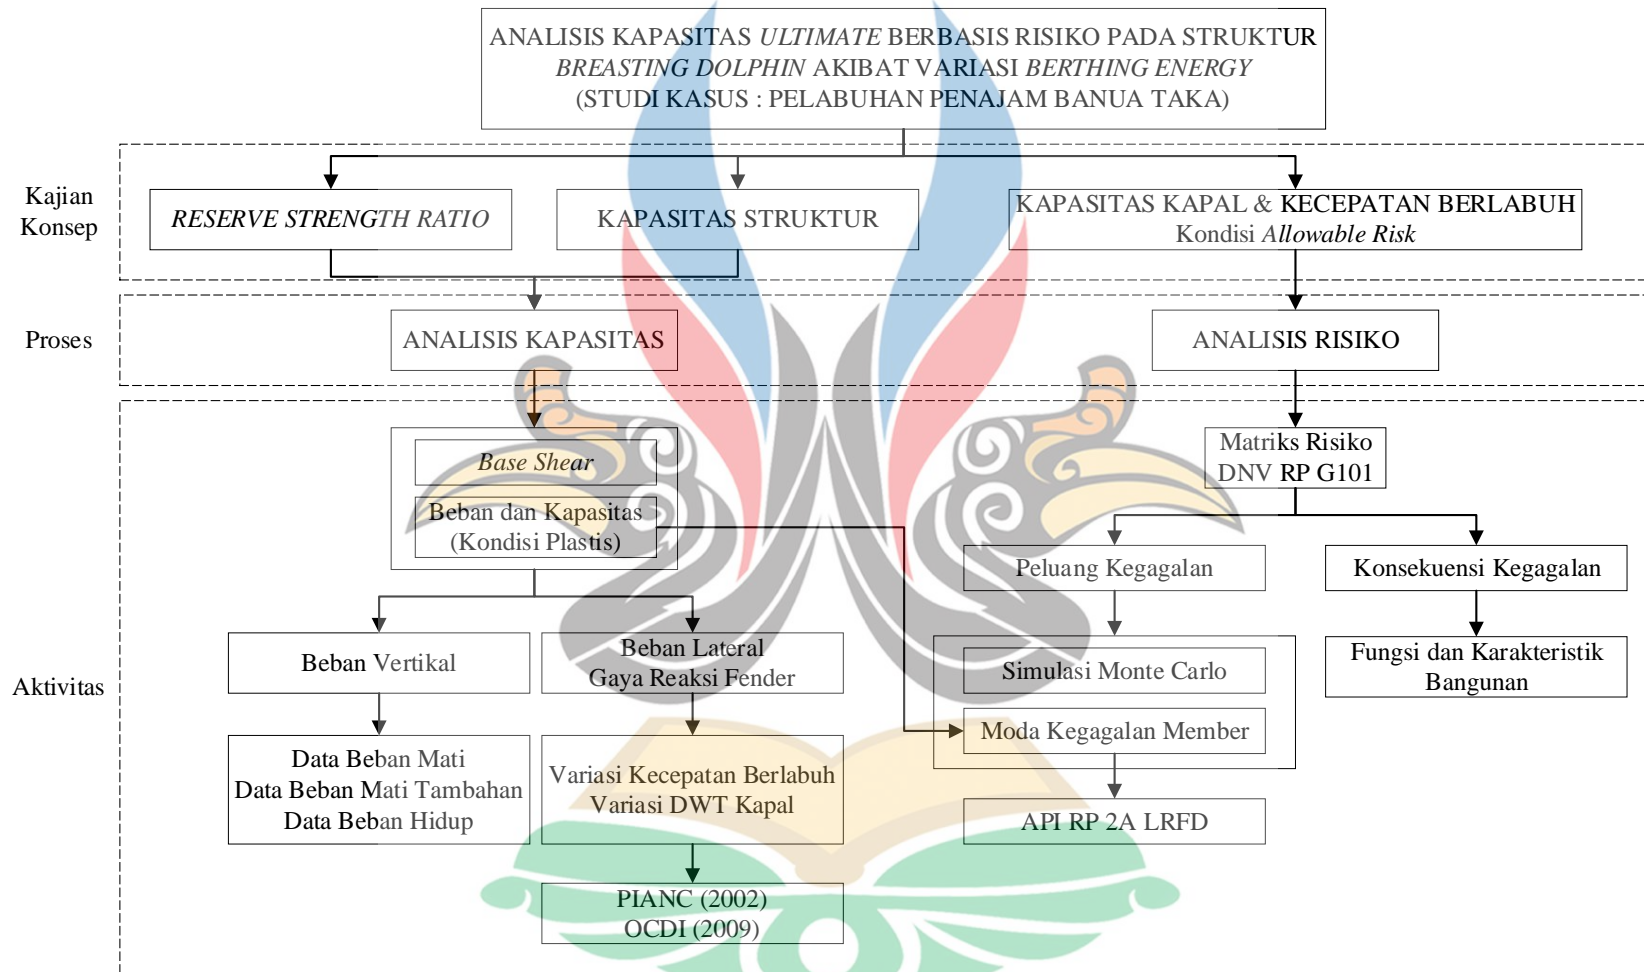 ANALISIS KAPASITAS ULTIMATE BERBASIS RISIKO PADA STRUKTUR
BREASTING DOLPHIN AKIBAT VARIASI BERTHING ENERGY
(STUDI KASUS : PELABUHAN PENAJAM BANUA TAKA)
Kajian
Konsep
RESERVE STRENGTH RATIO
KAPASITAS STRUKTUR
KAPASITAS KAPAL & KECEPATAN BERLABUH
Kondisi Allowable Risk
Proses
ANALISIS KAPASITAS
ANALISIS RISIKO
Aktivitas
Base Shear
Beban dan Kapasitas
(Kondisi Plastis)
Matriks Risiko
DNV RP G101
Peluang Kegagalan
Konsekuensi Kegagalan
Beban Vertikal
Beban Lateral
Gaya Reaksi Fender
Simulasi Monte Carlo
Moda Kegagalan Member
Fungsi dan Karakteristik
Bangunan
Data Beban Mati
Data Beban Mati Tambahan
Data Beban Hidup
Variasi Kecepatan Berlabuh
Variasi DWT Kapal
API RP 2A LRFD
PIANC (2002)
OCDI (2009)